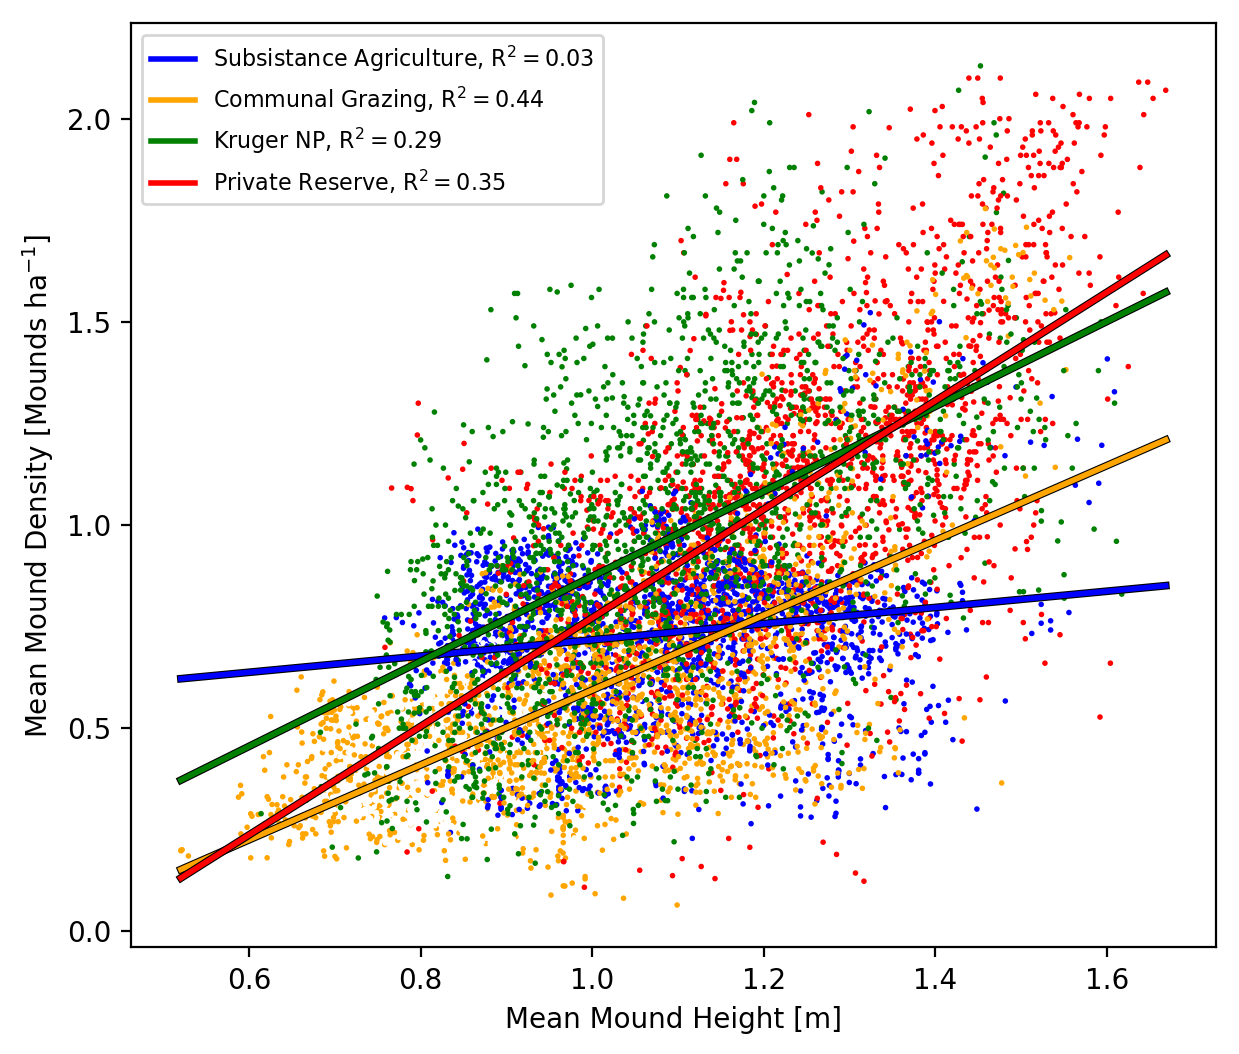 Subsistance Agriculture, R² = 0.03
Communal Grazing, R² = 0.44
Kruger NP, R² = 0.29
Private Reserve, R² = 0.35
2.0
1.5
1.0
0.5
0.0
Mean Mound Density [Mounds ha⁻¹]
0.6 0.8 1.0 1.2 1.4 1.6
Mean Mound Height [m]